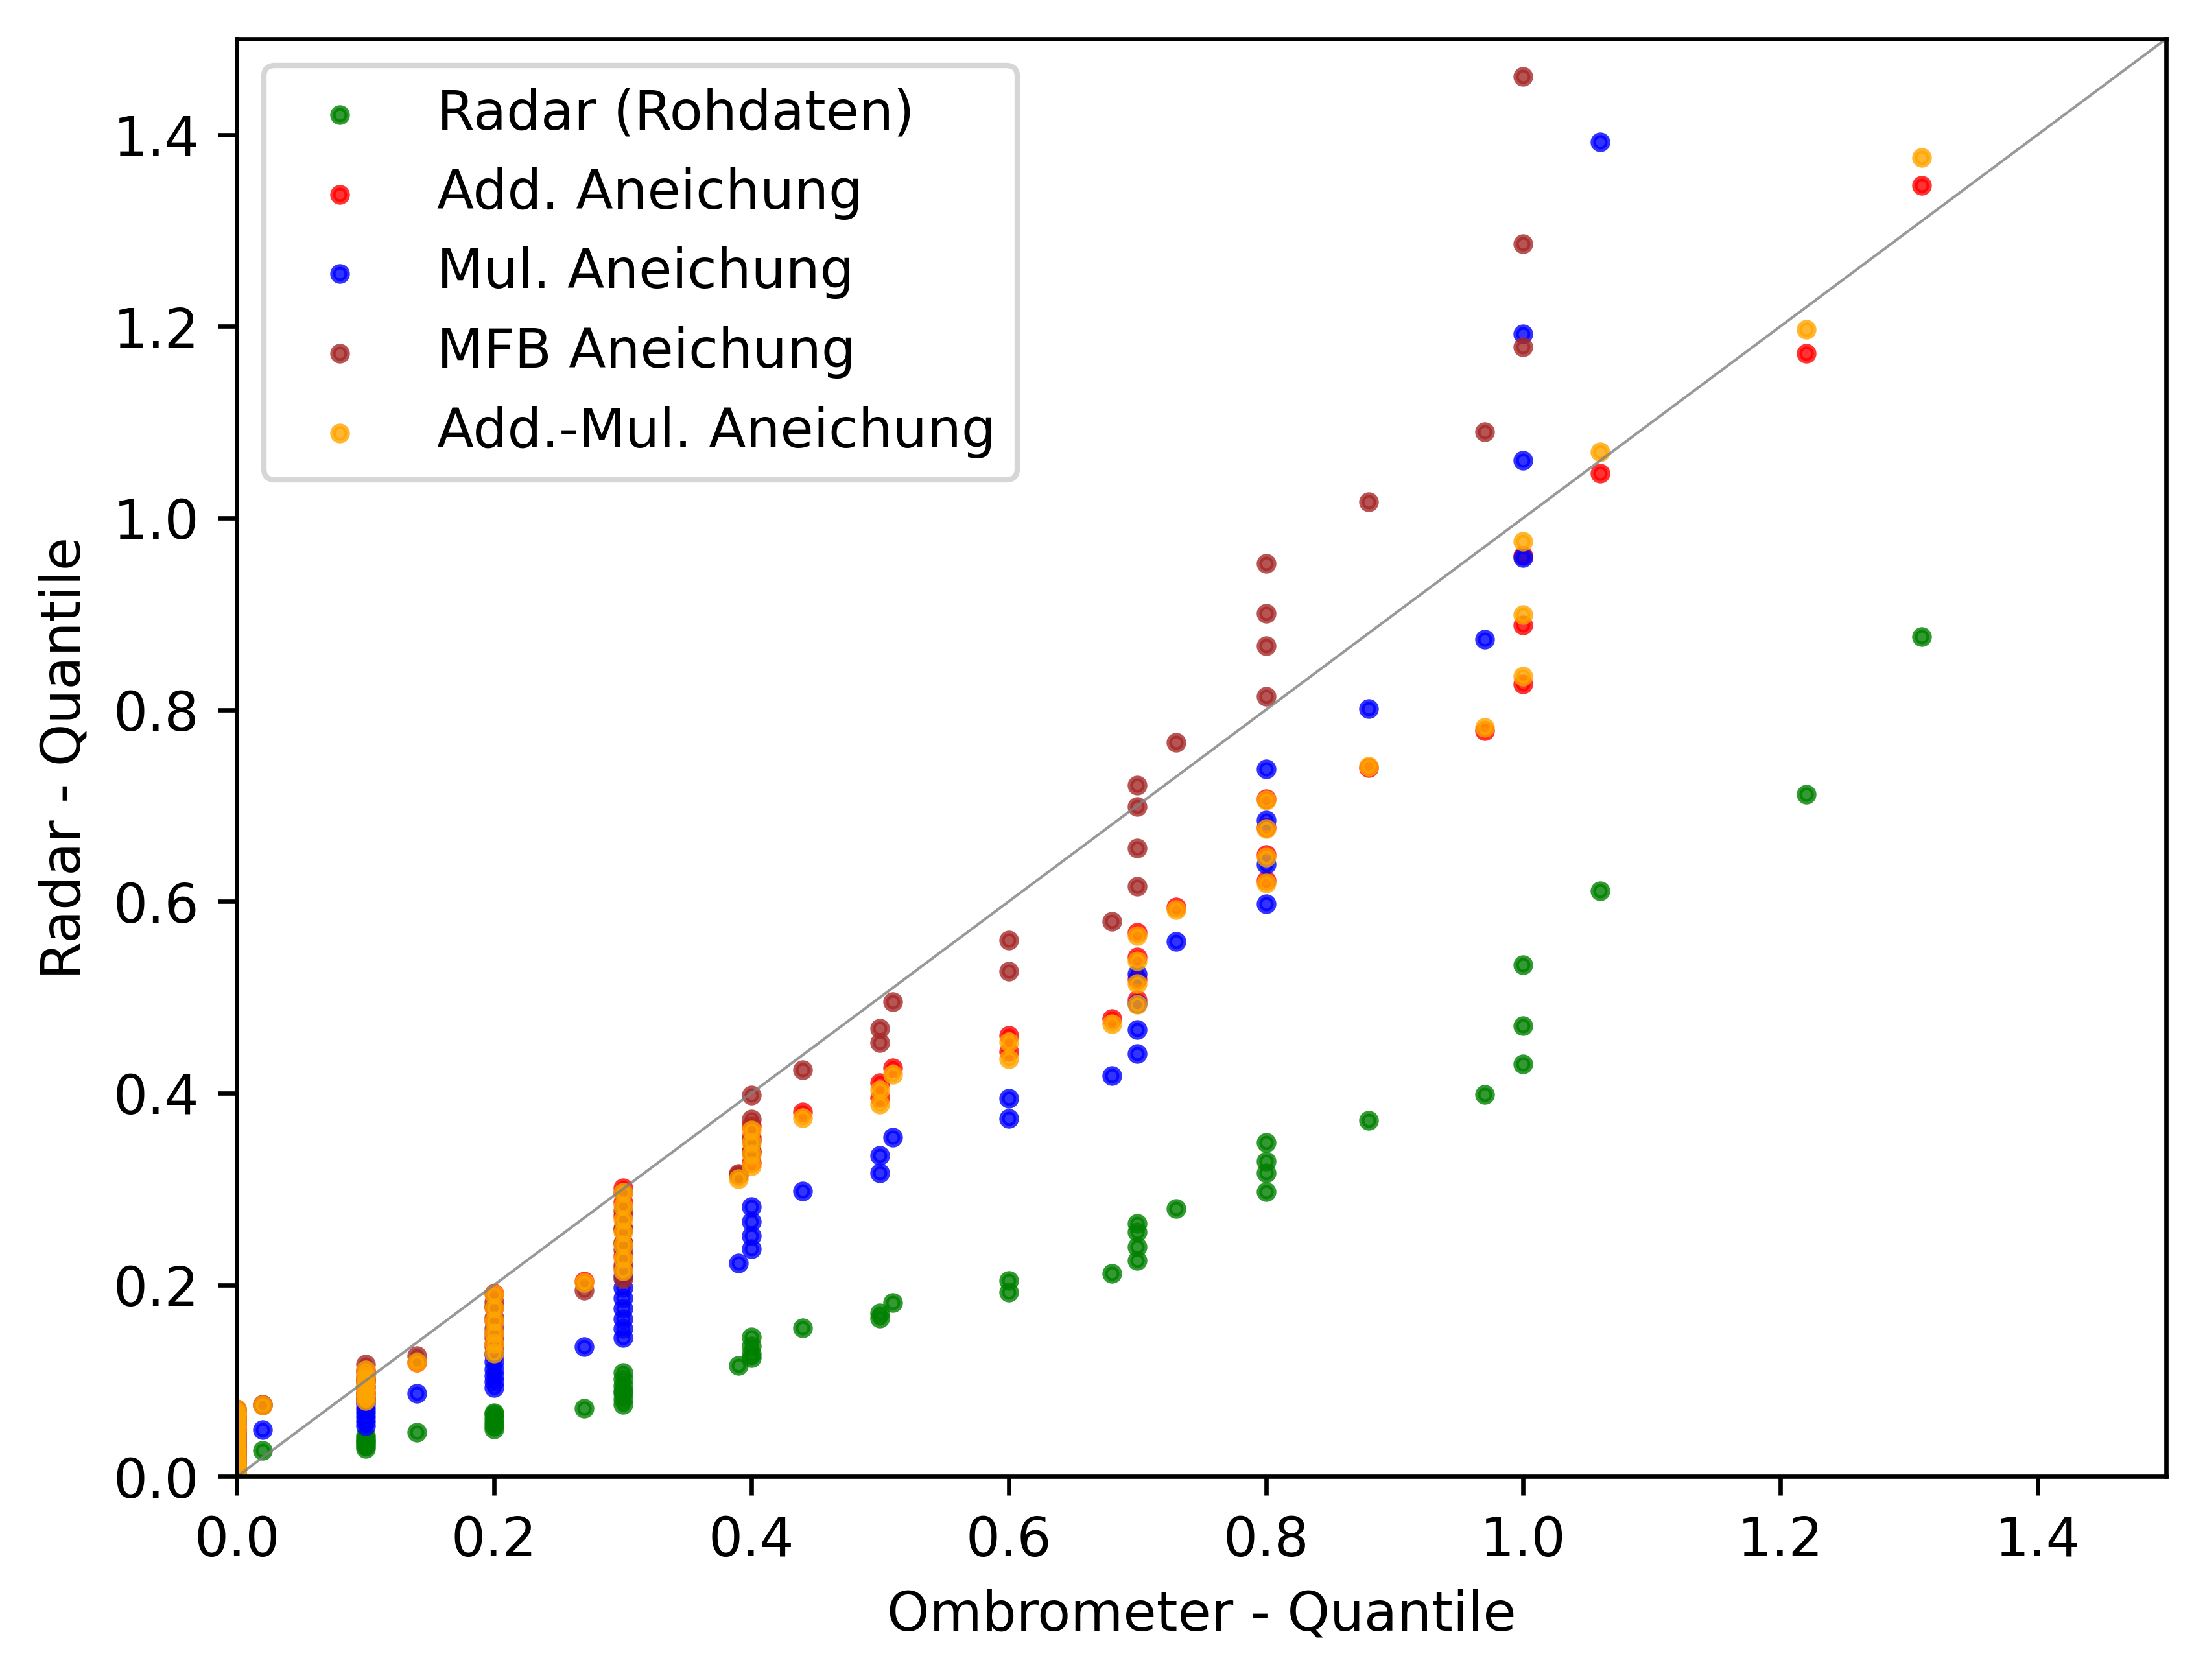 Radar (Rohdaten)
Add. Aneichung
Mul. Aneichung
MFB Aneichung
Add.-Mul. Aneichung
1.4
1.2
1.0
0.8
0.6
0.4
0.2
0.0
Radar - Quantile
0.0 0.2 0.4 0.6 0.8 1.0 1.2 1.4
Ombrometer - Quantile